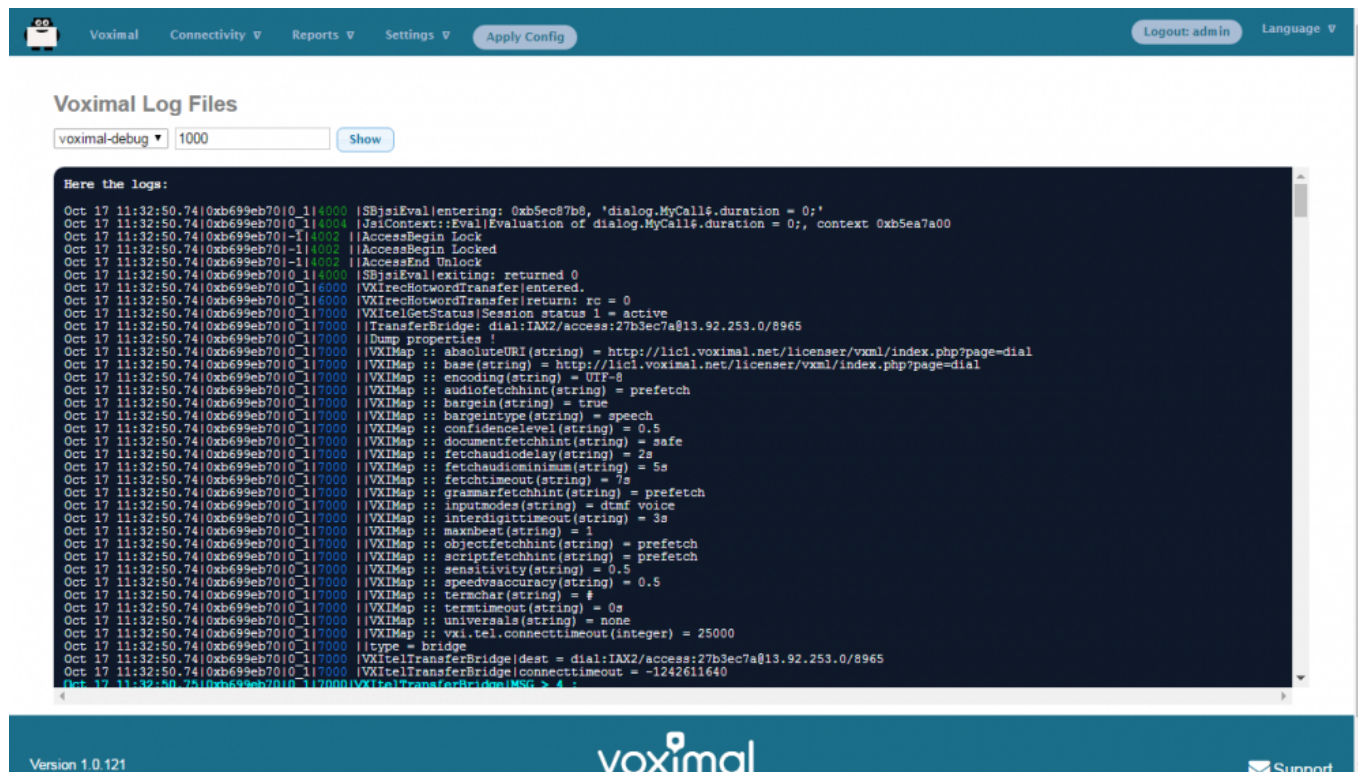 Voximal Connectivity ∇ Reports ∇ Settings ∇ Apply Config Logout: admin Language ∇
Voximal Log Files
voximal-debug ▼ 1000 Show
Here the logs:
Oct 17 11:32:50.74|0xb699eb70|0_1|4000 |SBjsiEval|entering: 0xb5ec87b8, 'dialog.MyCall$.duration = 0;'
Oct 17 11:32:50.74|0xb699eb70|0_1|4004 |JsiContext::Eval|Evaluation of dialog.MyCall$.duration = 0;, context 0xb5ea7a00
Oct 17 11:32:50.74|0xb699eb70|-1|4002 ||AccessBegin Lock
Oct 17 11:32:50.74|0xb699eb70|-1|4002 ||AccessBegin Locked
Oct 17 11:32:50.74|0xb699eb70|-1|4002 ||AccessEnd Unlock
Oct 17 11:32:50.74|0xb699eb70|0_1|4000 |SBjsiEval|exiting: returned 0
Oct 17 11:32:50.74|0xb699eb70|0_1|6000 |VXIrecHotwordTransfer|entered.
Oct 17 11:32:50.74|0xb699eb70|0_1|6000 |VXIrecHotwordTransfer|return: rc = 0
Oct 17 11:32:50.74|0xb699eb70|0_1|7000 |VXItelGetStatus|Session status 1 = active
Oct 17 11:32:50.74|0xb699eb70|0_1|7000 ||TransferBridge: dial:IAX2/access:27b3ec7a@13.92.253.0/8965
Oct 17 11:32:50.74|0xb699eb70|0_1|7000 ||Dump properties !
Oct 17 11:32:50.74|0xb699eb70|0_1|7000 ||VXIMap :: absoluteURI(string) = http://lic1.voximal.net/licenser/vxml/index.php?page=dial
Oct 17 11:32:50.74|0xb699eb70|0_1|7000 ||VXIMap :: base(string) = http://lic1.voximal.net/licenser/vxml/index.php?page=dial
Oct 17 11:32:50.74|0xb699eb70|0_1|7000 ||VXIMap :: encoding(string) = UTF-8
Oct 17 11:32:50.74|0xb699eb70|0_1|7000 ||VXIMap :: audiofetchhint(string) = prefetch
Oct 17 11:32:50.74|0xb699eb70|0_1|7000 ||VXIMap :: bargein(string) = true
Oct 17 11:32:50.74|0xb699eb70|0_1|7000 ||VXIMap :: bargeintype(string) = speech
Oct 17 11:32:50.74|0xb699eb70|0_1|7000 ||VXIMap :: confidencelevel(string) = 0.5
Oct 17 11:32:50.74|0xb699eb70|0_1|7000 ||VXIMap :: documentfetchhint(string) = safe
Oct 17 11:32:50.74|0xb699eb70|0_1|7000 ||VXIMap :: fetchaudiodelay(string) = 2s
Oct 17 11:32:50.74|0xb699eb70|0_1|7000 ||VXIMap :: fetchaudiominimum(string) = 5s
Oct 17 11:32:50.74|0xb699eb70|0_1|7000 ||VXIMap :: fetchtimeout(string) = 7s
Oct 17 11:32:50.74|0xb699eb70|0_1|7000 ||VXIMap :: grammarfetchhint(string) = prefetch
Oct 17 11:32:50.74|0xb699eb70|0_1|7000 ||VXIMap :: inputmodes(string) = dtmf voice
Oct 17 11:32:50.74|0xb699eb70|0_1|7000 ||VXIMap :: interdigittimeout(string) = 3s
Oct 17 11:32:50.74|0xb699eb70|0_1|7000 ||VXIMap :: maxnbest(string) = 1
Oct 17 11:32:50.74|0xb699eb70|0_1|7000 ||VXIMap :: objectfetchhint(string) = prefetch
Oct 17 11:32:50.74|0xb699eb70|0_1|7000 ||VXIMap :: scriptfetchhint(string) = prefetch
Oct 17 11:32:50.74|0xb699eb70|0_1|7000 ||VXIMap :: sensitivity(string) = 0.5
Oct 17 11:32:50.74|0xb699eb70|0_1|7000 ||VXIMap :: speedvsaccuracy(string) = 0.5
Oct 17 11:32:50.74|0xb699eb70|0_1|7000 ||VXIMap :: termchar(string) = #
Oct 17 11:32:50.74|0xb699eb70|0_1|7000 ||VXIMap :: termtimeout(string) = 0s
Oct 17 11:32:50.74|0xb699eb70|0_1|7000 ||VXIMap :: universals(string) = none
Oct 17 11:32:50.74|0xb699eb70|0_1|7000 ||VXIMap :: vxi.tel.connecttimeout(integer) = 25000
Oct 17 11:32:50.74|0xb699eb70|0_1|7000 ||type = bridge
Oct 17 11:32:50.74|0xb699eb70|0_1|7000 |VXItelTransferBridge|dest = dial:IAX2/access:27b3ec7a@13.92.253.0/8965
Oct 17 11:32:50.74|0xb699eb70|0_1|7000 |VXItelTransferBridge|connecttimeout = -1242611640
Oct 17 11:32:50.75|0xb699eb70|0_1|7000|VXItelTransferBridge|MSG > 4 :
Version 1.0.121 voximal Support